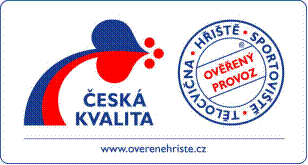 ČESKÁ
KVALITA
HŘIŠTĚ • SPORTOVIŠTĚ • TĚLOCVIČNA •
®
OVĚŘENÝ
PROVOZ
www.overenehriste.cz